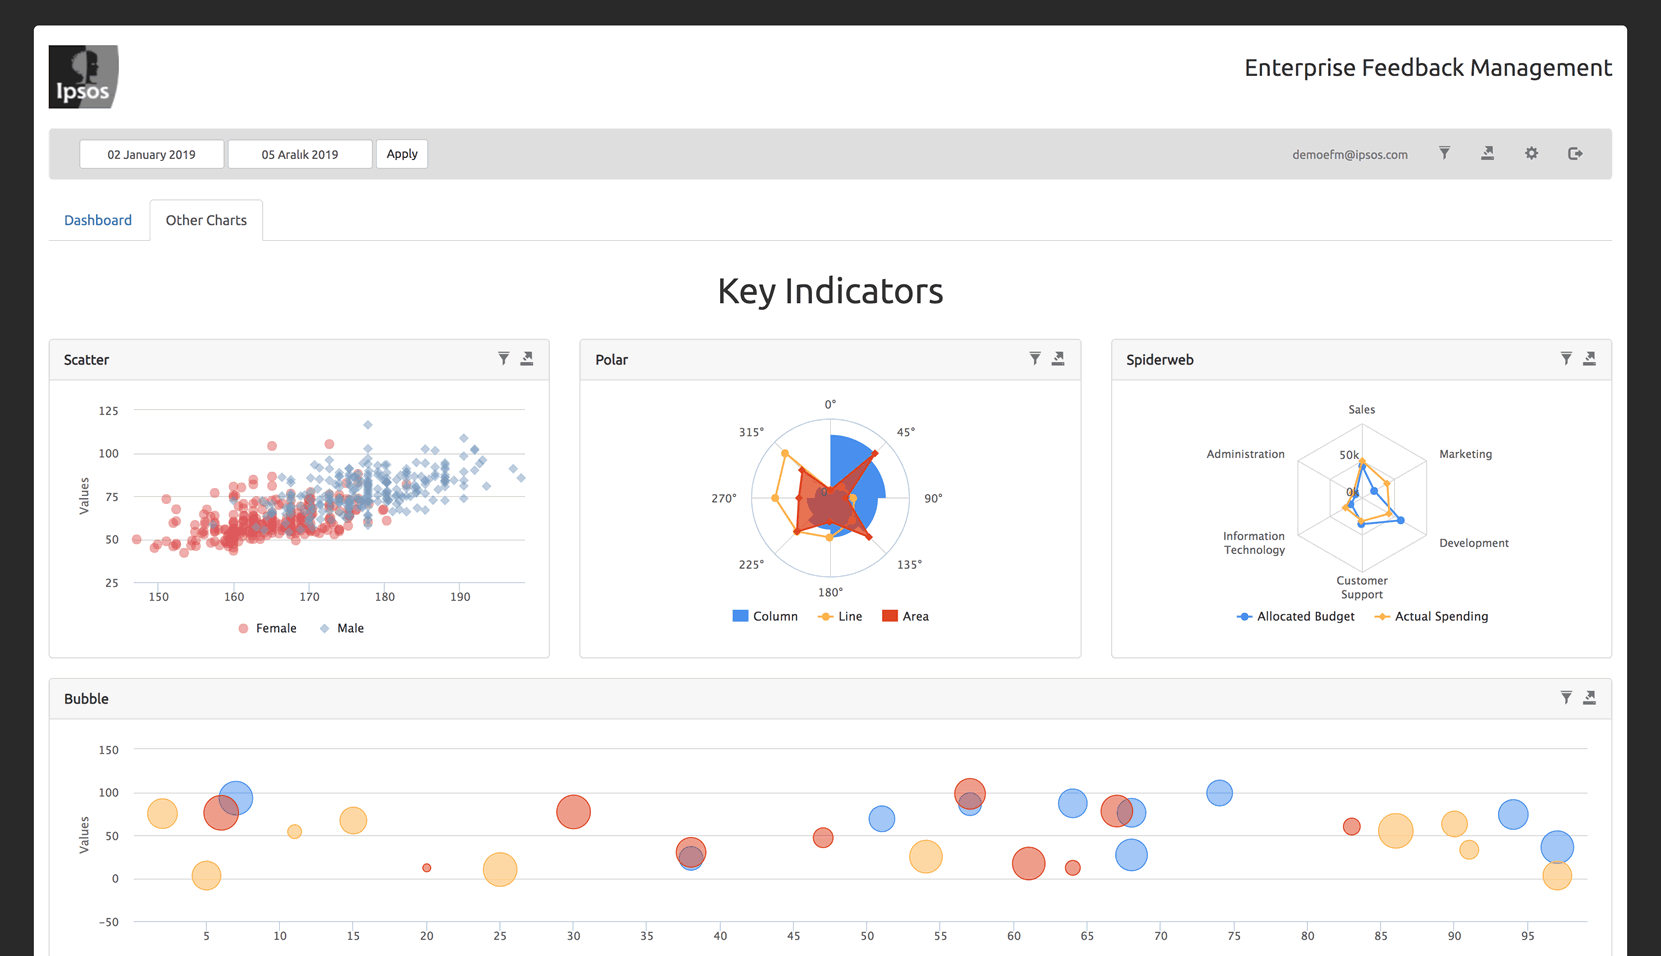 Ipsos
Enterprise Feedback Management
02 January 2019
05 Aralık 2019
Apply
demoefm@ipsos.com
Dashboard
Other Charts
Key Indicators
Scatter
125
100
75
50
25
Values
150
160
170
180
190
Female
Male
Polar
0°
45°
90°
135°
180°
225°
270°
315°
0
Column
Line
Area
Spiderweb
Sales
Marketing
Development
Customer
Support
Information
Technology
Administration
50k
0k
Allocated Budget
Actual Spending
Bubble
150
100
50
0
-50
Values
5
10
15
20
25
30
35
40
45
50
55
60
65
70
75
80
85
90
95